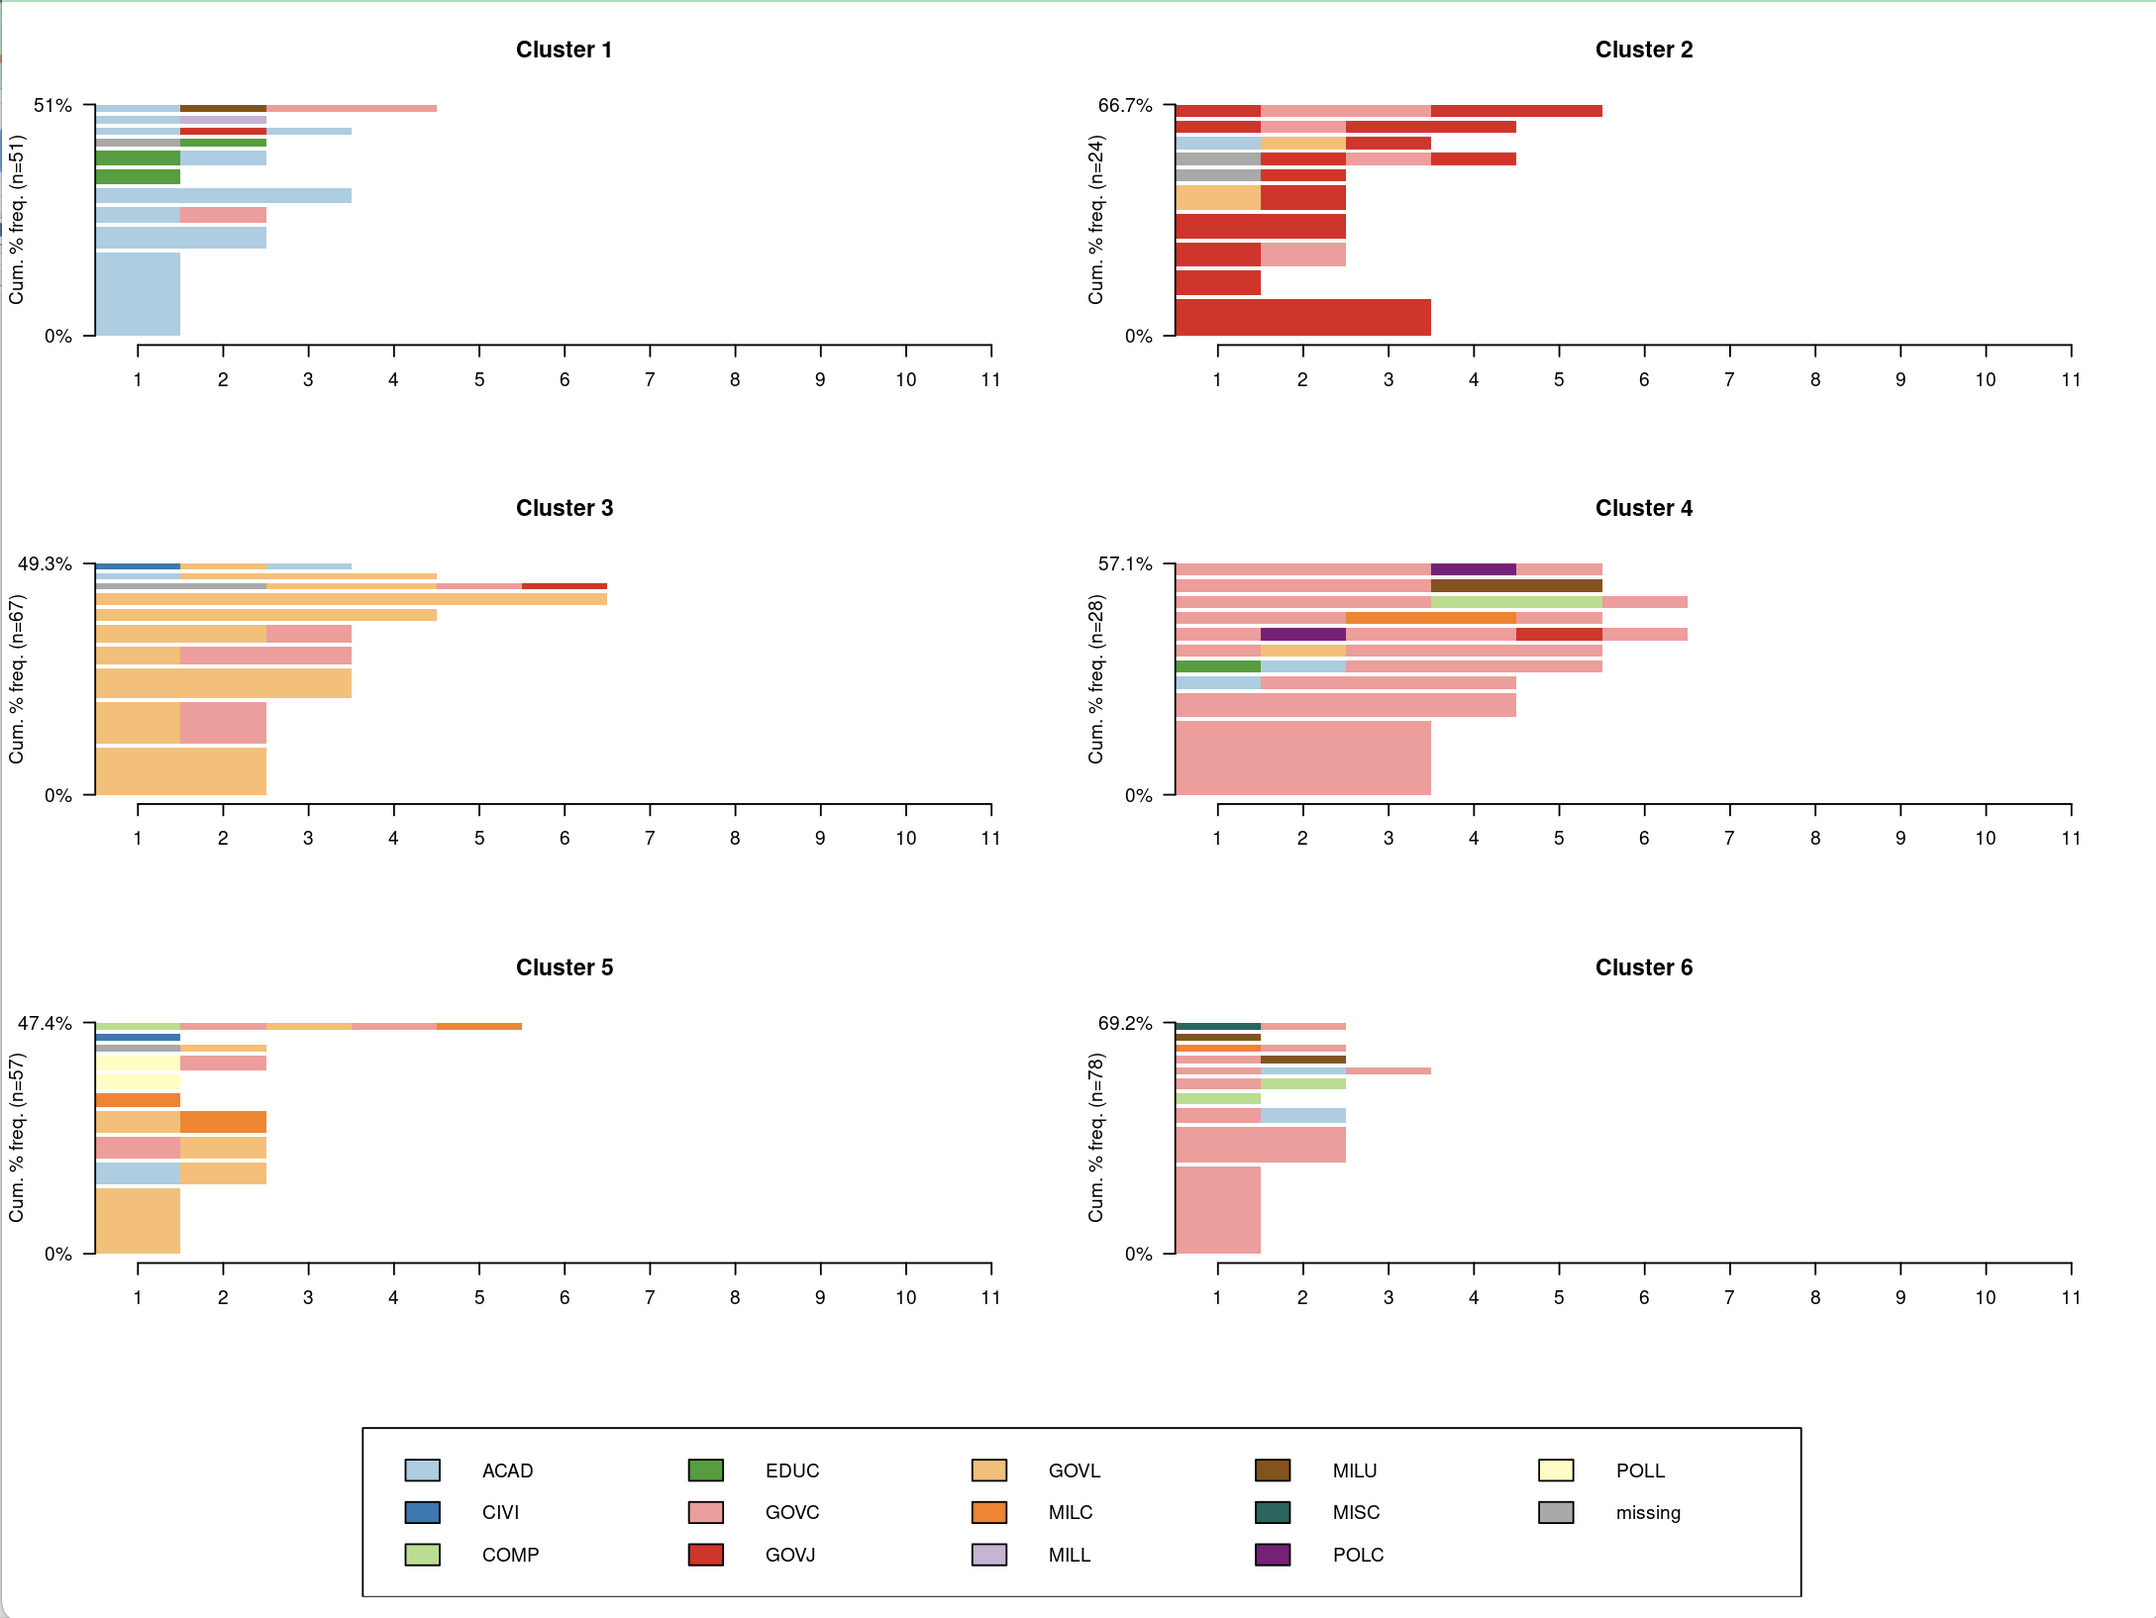 Cluster 1
51%
Cum. % freq. (n=51)
0%
1 2 3 4 5 6 7 8 9 10 11
Cluster 2
66.7%
Cum. % freq. (n=24)
0%
1 2 3 4 5 6 7 8 9 10 11
Cluster 3
49.3%
Cum. % freq. (n=67)
0%
1 2 3 4 5 6 7 8 9 10 11
Cluster 4
57.1%
Cum. % freq. (n=28)
0%
1 2 3 4 5 6 7 8 9 10 11
Cluster 5
47.4%
Cum. % freq. (n=57)
0%
1 2 3 4 5 6 7 8 9 10 11
Cluster 6
69.2%
Cum. % freq. (n=78)
0%
1 2 3 4 5 6 7 8 9 10 11
ACAD EDUC GOVL MILU POLL
CIVI GOVC MILC MISC missing
COMP GOVJ MILL POLC